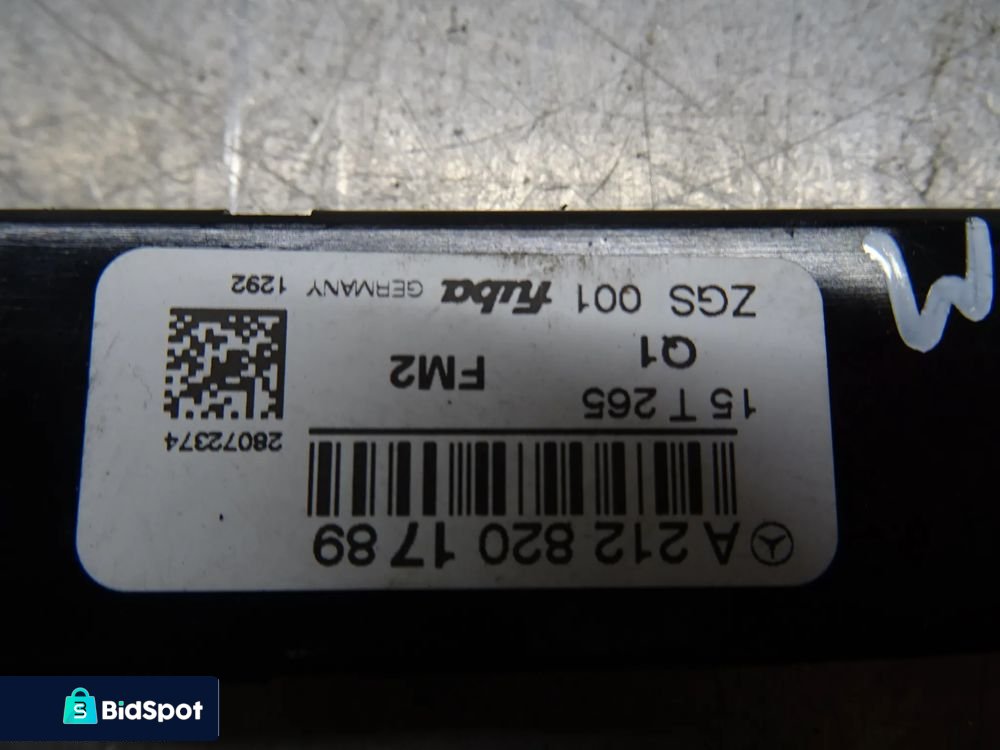 A 212 820 17 89
15 T 265
28072374
Q1
FM2
ZGS 001 fuba GERMANY 1292
BidSpot